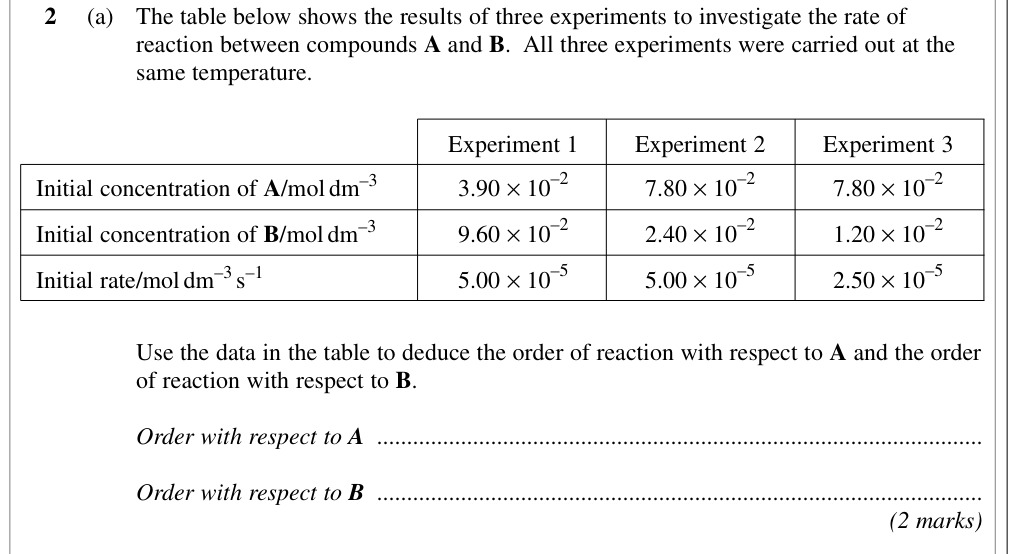 2 (a) The table below shows the results of three experiments to investigate the rate of
reaction between compounds A and B. All three experiments were carried out at the
same temperature.
Experiment 1 Experiment 2 Experiment 3
Initial concentration of A/mol dm⁻³ 3.90 × 10⁻² 7.80 × 10⁻² 7.80 × 10⁻²
Initial concentration of B/mol dm⁻³ 9.60 × 10⁻² 2.40 × 10⁻² 1.20 × 10⁻²
Initial rate/mol dm⁻³ s⁻¹ 5.00 × 10⁻⁵ 5.00 × 10⁻⁵ 2.50 × 10⁻⁵
Use the data in the table to deduce the order of reaction with respect to A and the order
of reaction with respect to B.
Order with respect to A ....................................................................................................
Order with respect to B ....................................................................................................
(2 marks)